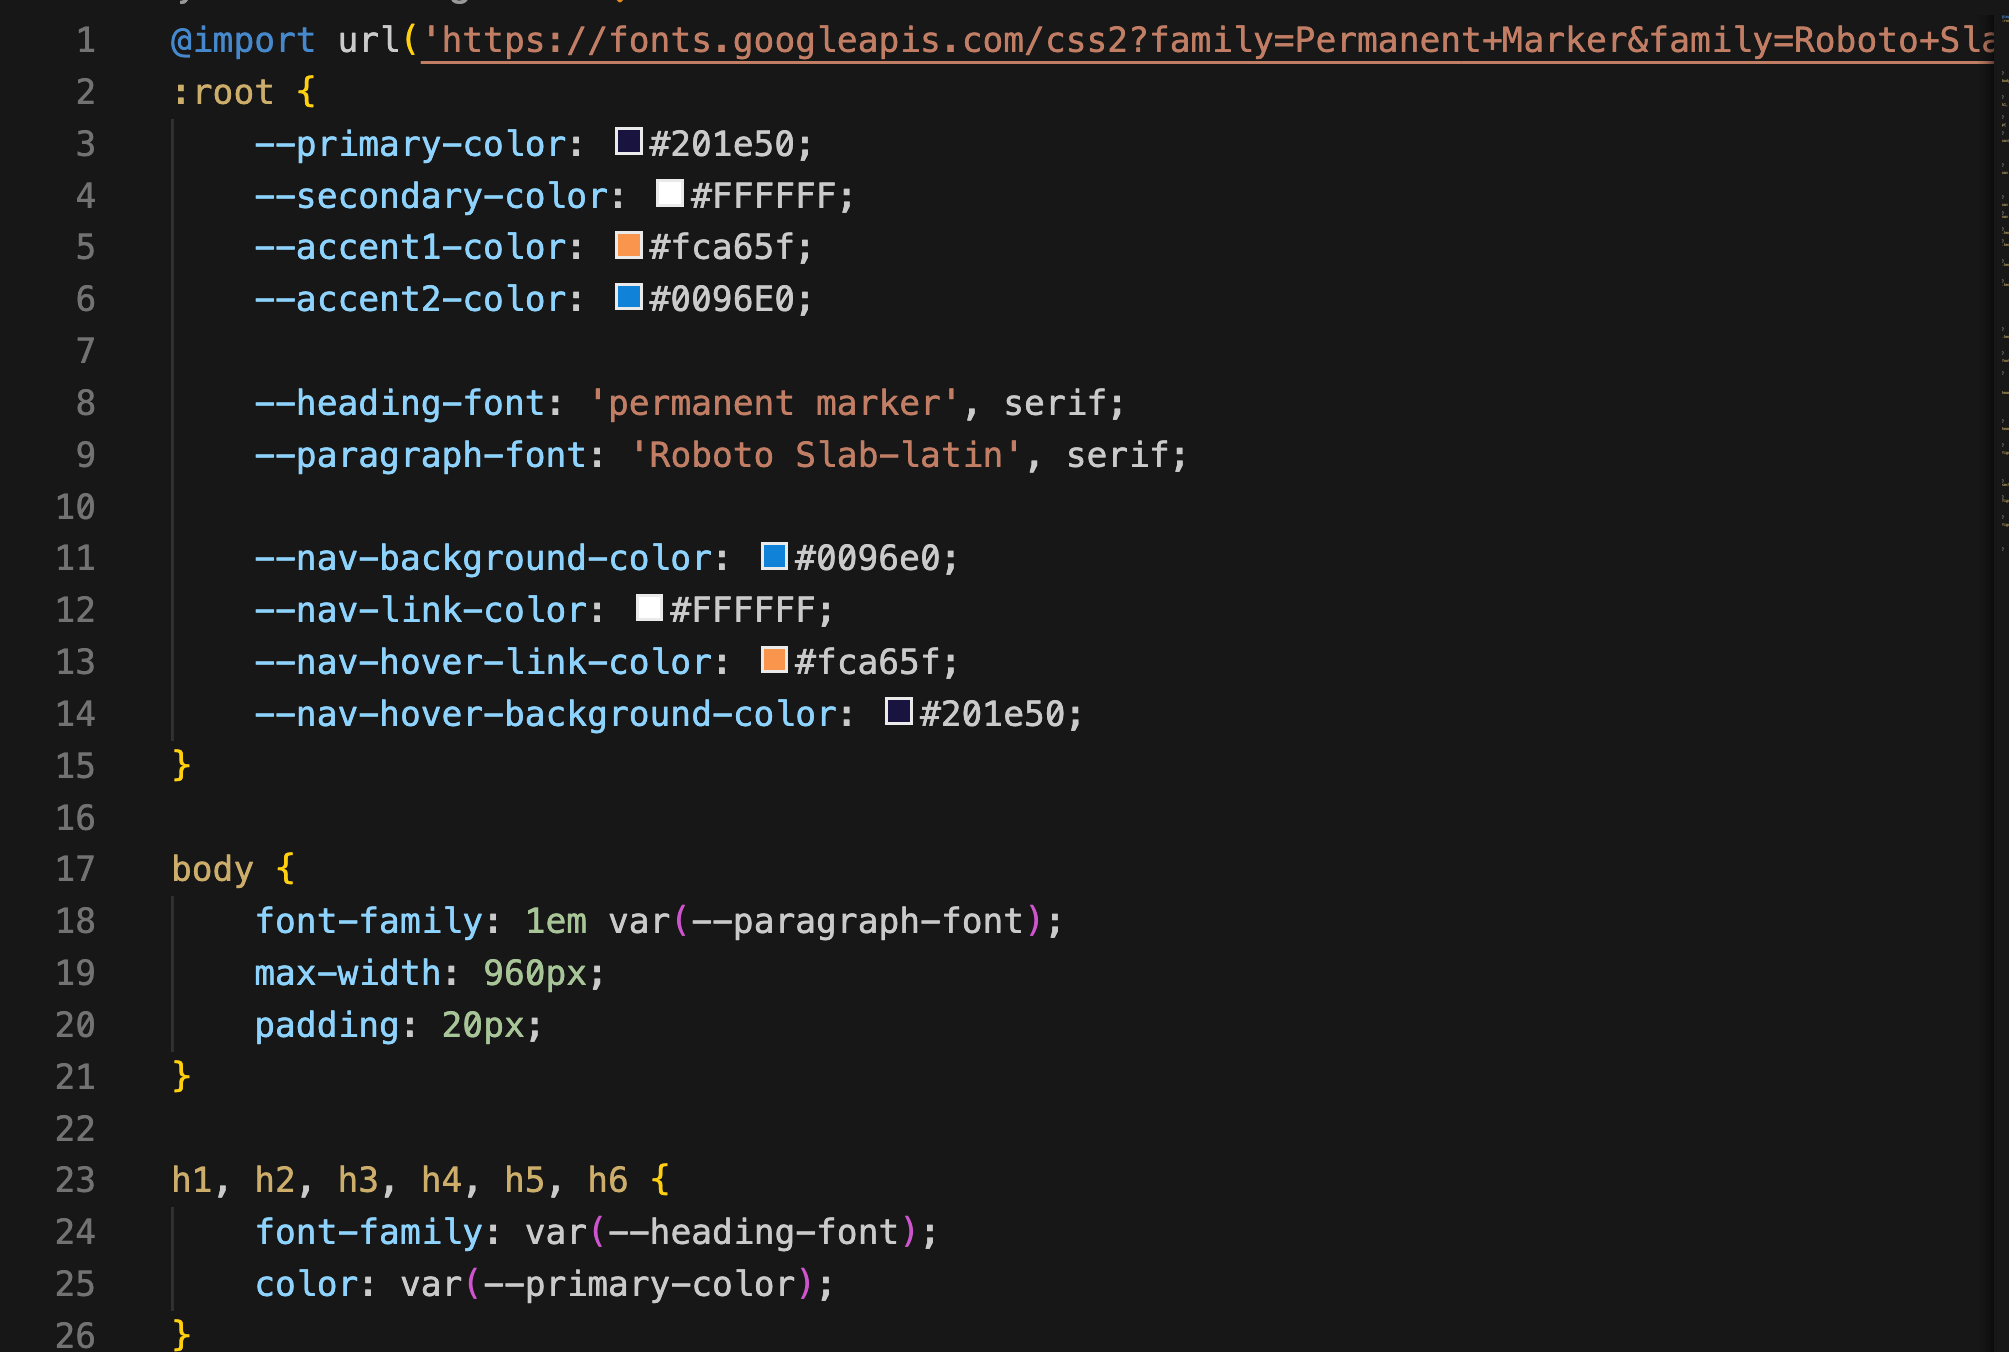 1 @import url('https://fonts.googleapis.com/css2?family=Permanent+Marker&family=Roboto+Sla
2 :root {
3     --primary-color: #201e50;
4     --secondary-color: #FFFFFF;
5     --accent1-color: #fca65f;
6     --accent2-color: #0096E0;
7
8     --heading-font: 'permanent marker', serif;
9     --paragraph-font: 'Roboto Slab-latin', serif;
10
11     --nav-background-color: #0096e0;
12     --nav-link-color: #FFFFFF;
13     --nav-hover-link-color: #fca65f;
14     --nav-hover-background-color: #201e50;
15 }
16
17 body {
18     font-family: 1em var(--paragraph-font);
19     max-width: 960px;
20     padding: 20px;
21 }
22
23 h1, h2, h3, h4, h5, h6 {
24     font-family: var(--heading-font);
25     color: var(--primary-color);
26 }